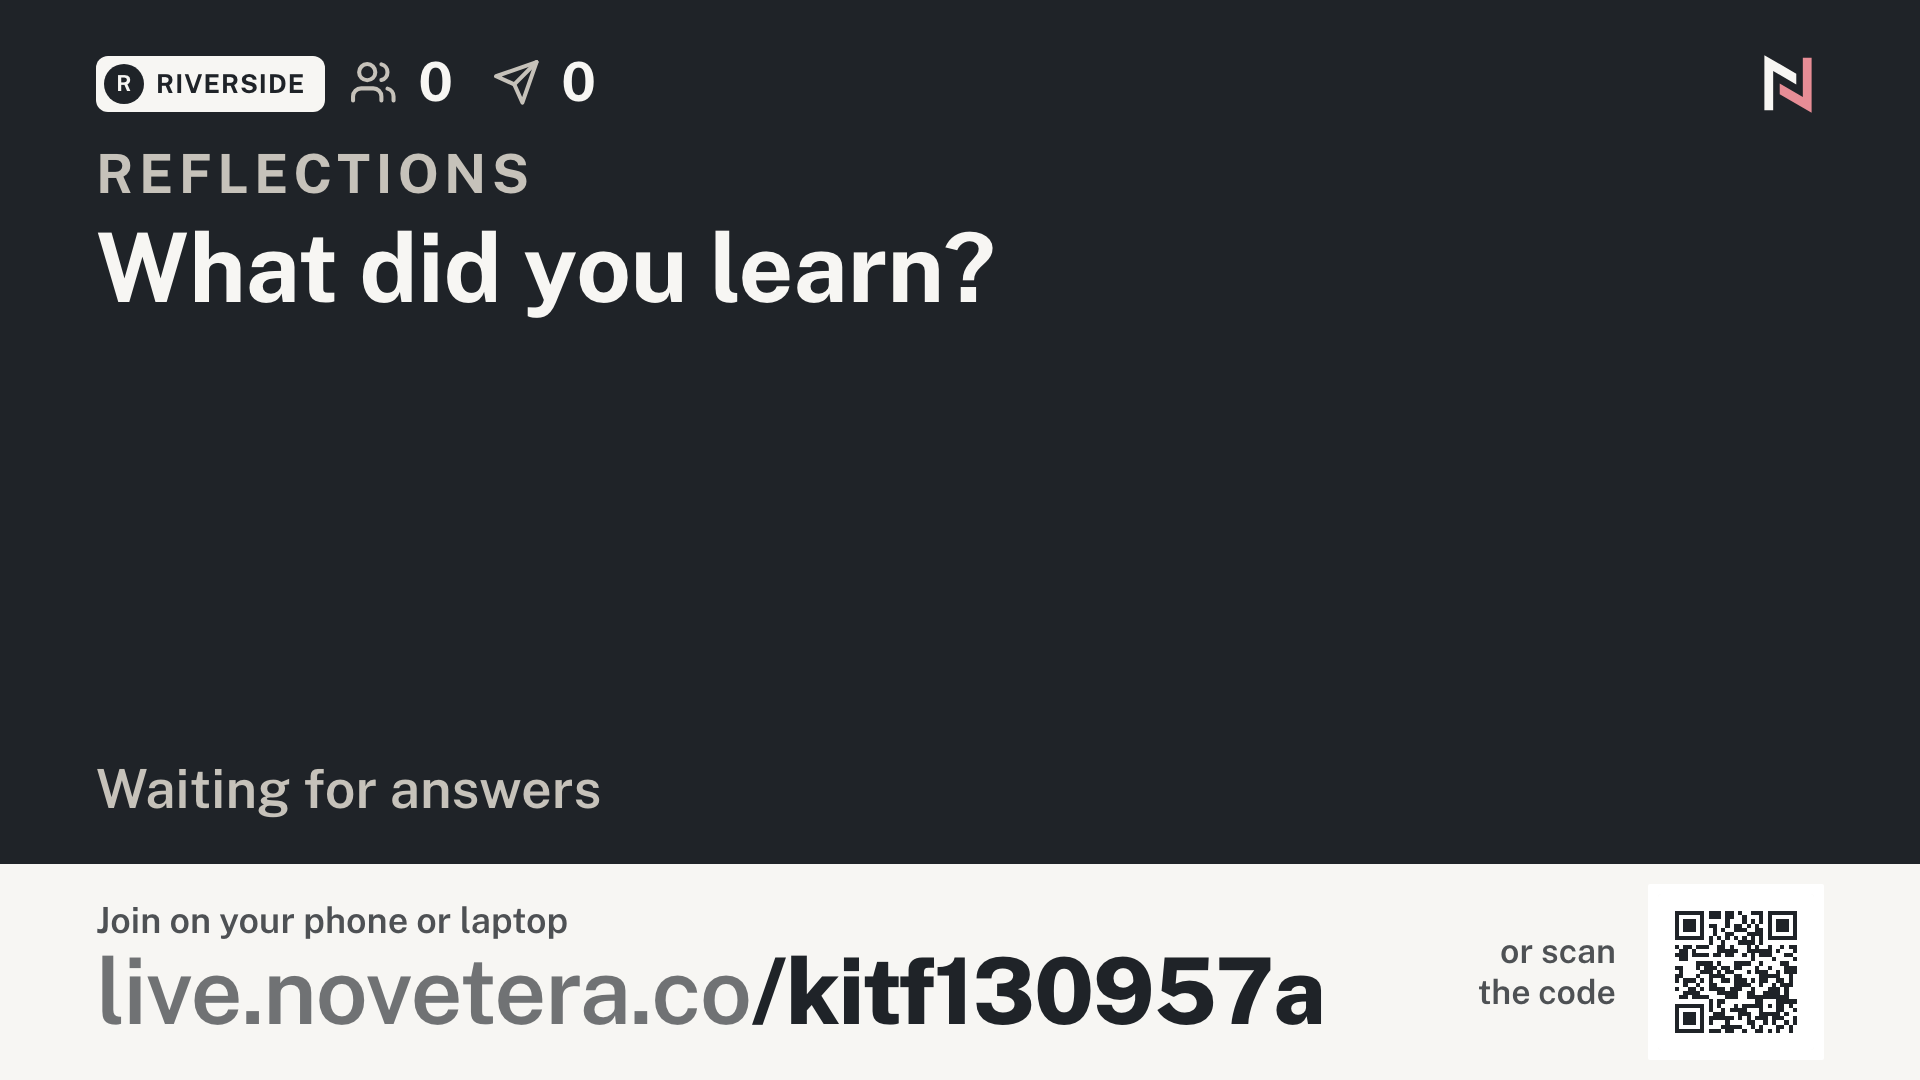 R RIVERSIDE 0 0
REFLECTIONS
What did you learn?
Waiting for answers
Join on your phone or laptop
live.novetera.co/kitf130957a
or scan
the code